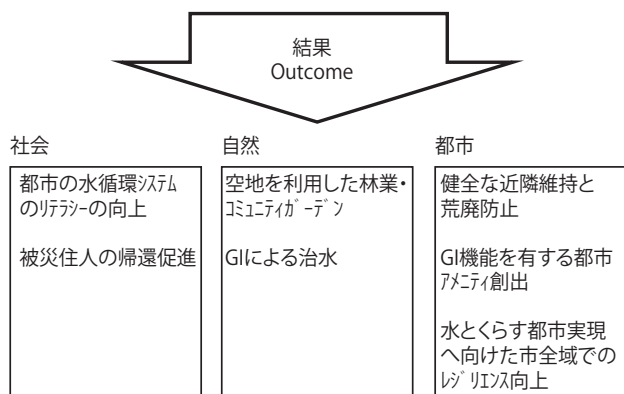 結果
Outcome
社会
都市の水循環ｼｽﾃﾑ
のﾘﾃﾗｼｰの向上
被災住人の帰還促進
自然
空地を利用した林業・
ｺﾐｭﾆﾃｨｶﾞｰﾃﾞﾝ
GIによる治水
都市
健全な近隣維持と
荒廃防止
GI機能を有する都市
ｱﾒﾆﾃｨ創出
水とくらす都市実現
へ向けた市全域での
ﾚｼﾞﾘｴﾝｽ向上